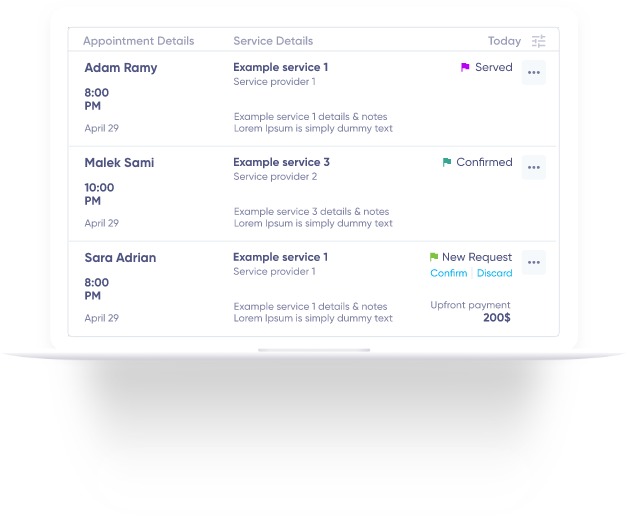 Appointment Details Service Details Today
Adam Ramy Example service 1 Served
Service provider 1
8:00
PM
Example service 1 details & notes
April 29 Lorem Ipsum is simply dummy text
Malek Sami Example service 3 Confirmed
Service provider 2
10:00
PM
Example service 3 details & notes
April 29 Lorem Ipsum is simply dummy text
Sara Adrian Example service 1 New Request
Service provider 1 Confirm Discard
8:00
PM
Example service 1 details & notes Upfront payment
April 29 Lorem Ipsum is simply dummy text 200$